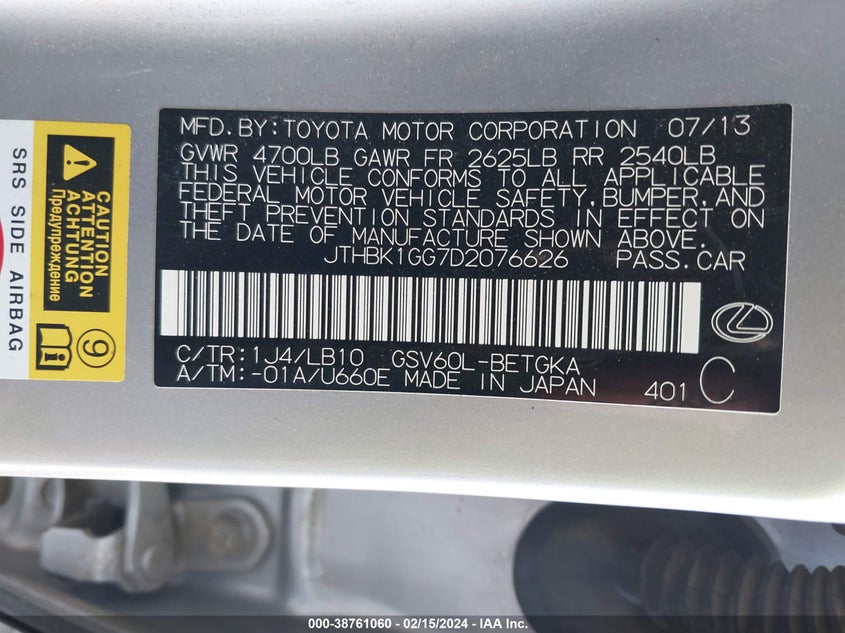 MFD. BY: TOYOTA MOTOR CORPORATION 07/13
GVWR 4700LB GAWR FR 2625LB RR 2540LB
THIS VEHICLE CONFORMS TO ALL APPLICABLE
FEDERAL MOTOR VEHICLE SAFETY, BUMPER, AND
THEFT PREVENTION STANDARDS IN EFFECT ON
THE DATE OF MANUFACTURE SHOWN ABOVE.
JTHBK1GG7D2076626 PASS. CAR
C/TR: 1J4/LB10 GSV60L-BETGKA
A/TM: -01A/U660E MADE IN JAPAN 401 C
SRS SIDE AIRBAG
CAUTION
ATTENTION
ACHTUNG
Предупреждение
9
000-38761060 - 02/15/2024 - IAA Inc.